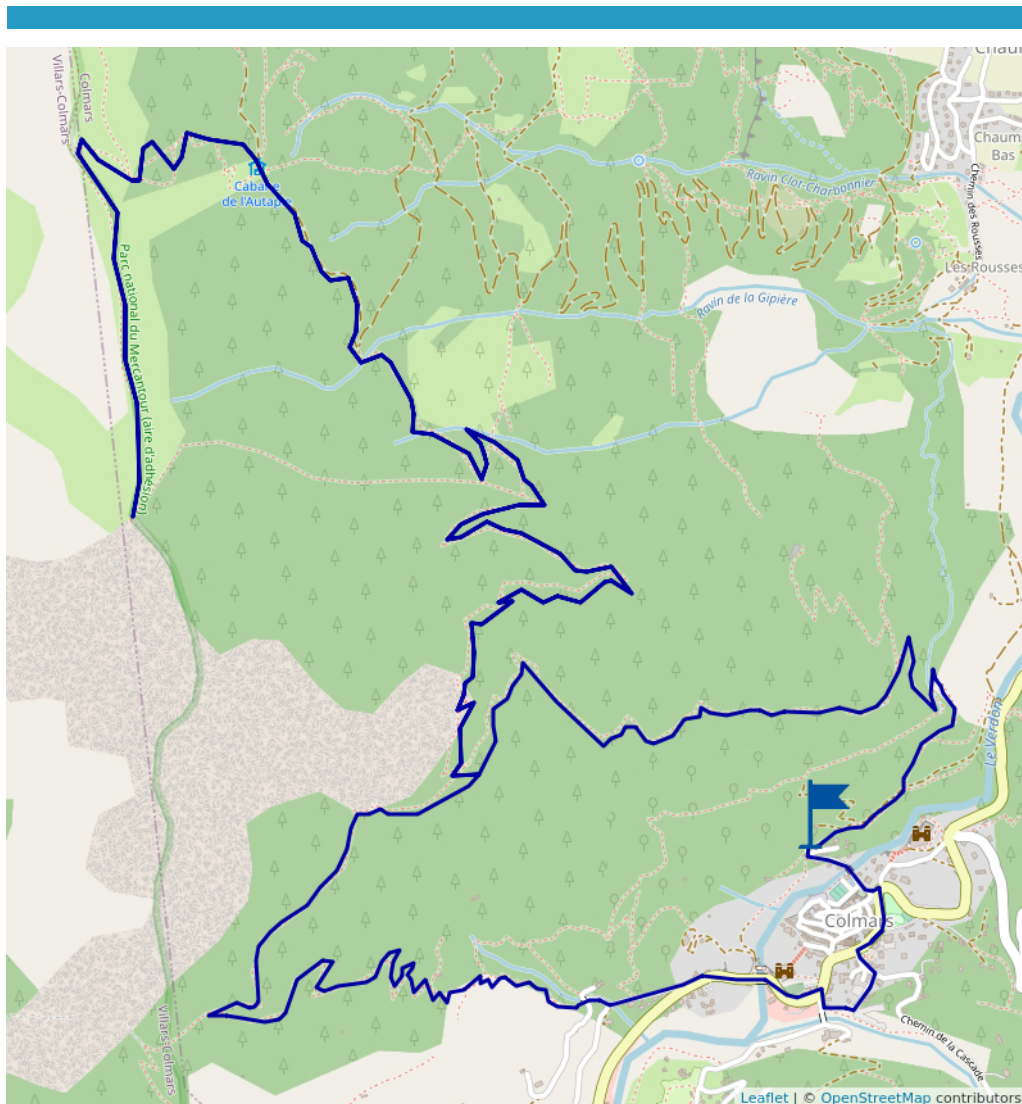 Chau
Villars-Colmars
Colmars
Chaum
Bas
Ravin Clot-Charbonnier
Chemin des Rousses
Cabane
de l'Autapie
Les Rousses
Parc national du Mercantour (aire d'adhésion)
Ravin de la Gipière
Le Verdon
Colmars
Villars-Colmars
Chemin de la Cascade
Leaflet | © OpenStreetMap contributors